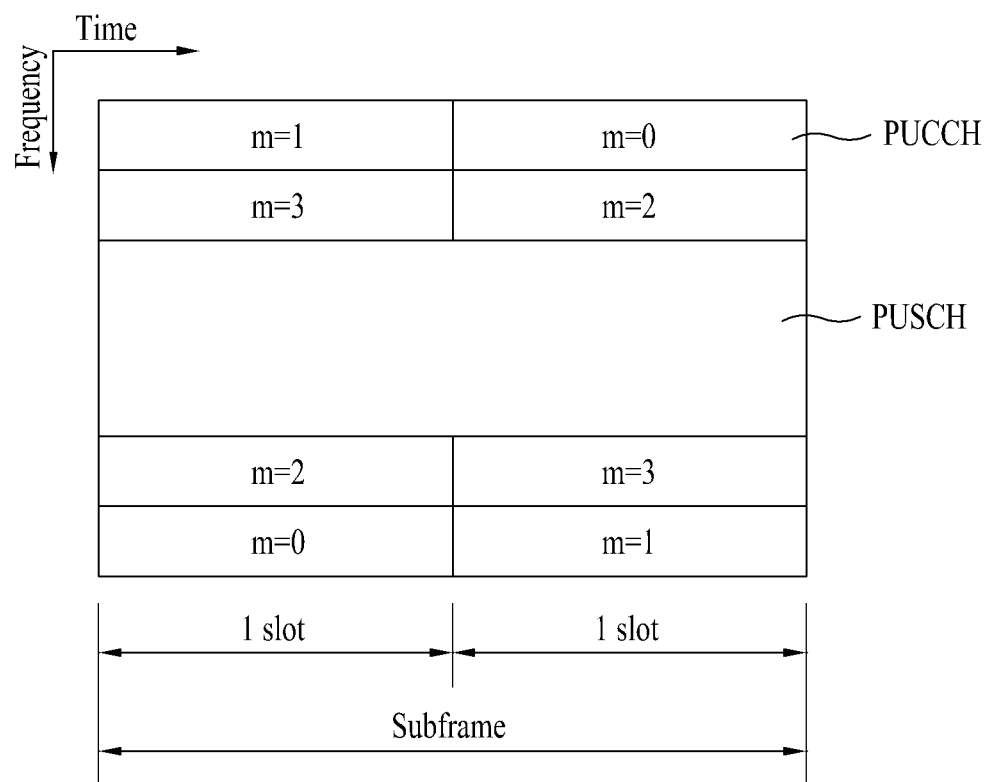 Time
Frequency
m=1
m=0
PUCCH
m=3
m=2
PUSCH
m=2
m=3
m=0
m=1
1 slot
1 slot
Subframe